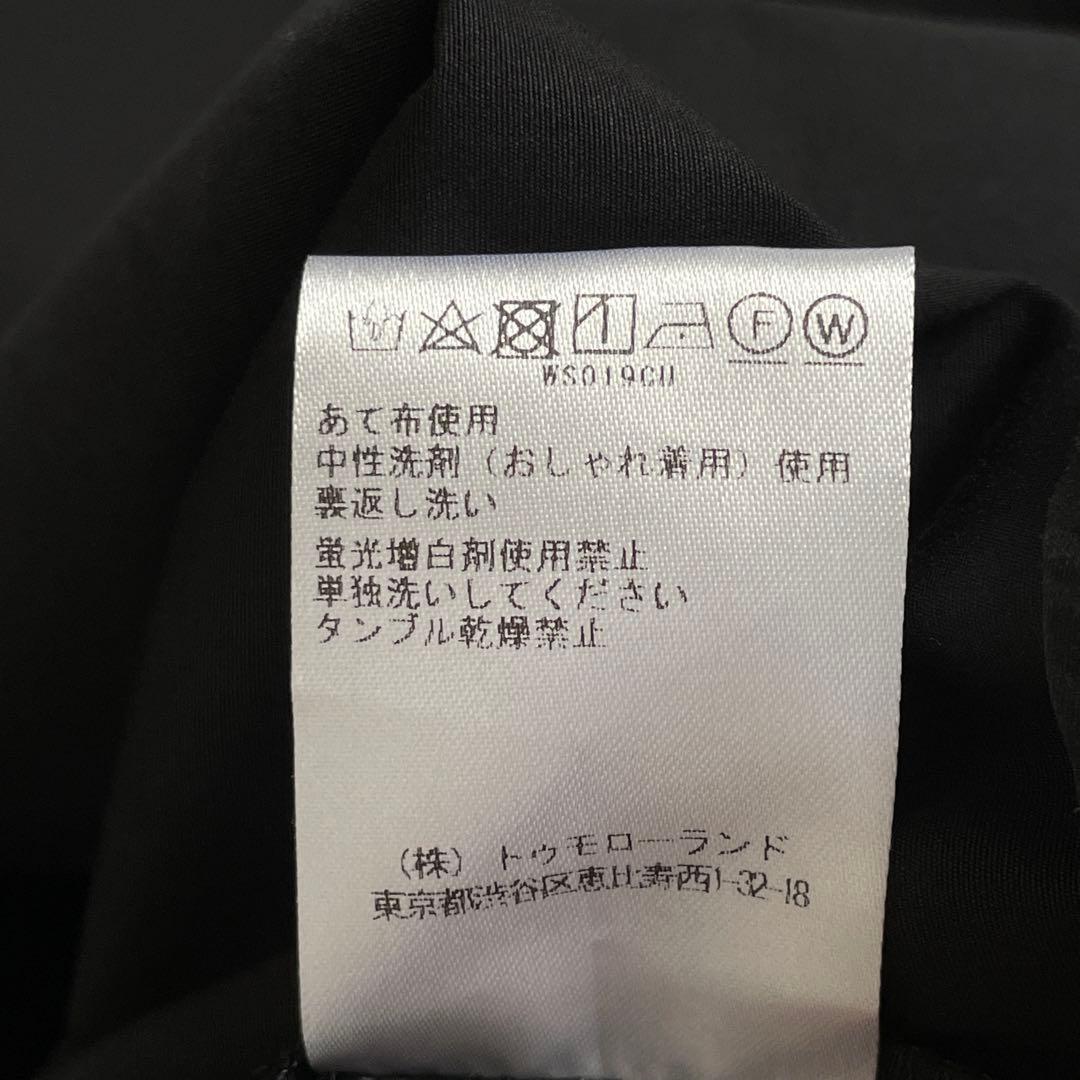 F W
WS019CU
あて布使用
中性洗剤（おしゃれ着用）使用
裏返し洗い
蛍光増白剤使用禁止
単独洗いしてください
タンブル乾燥禁止
（株）トゥモローランド
東京都渋谷区恵比寿西1-32-18